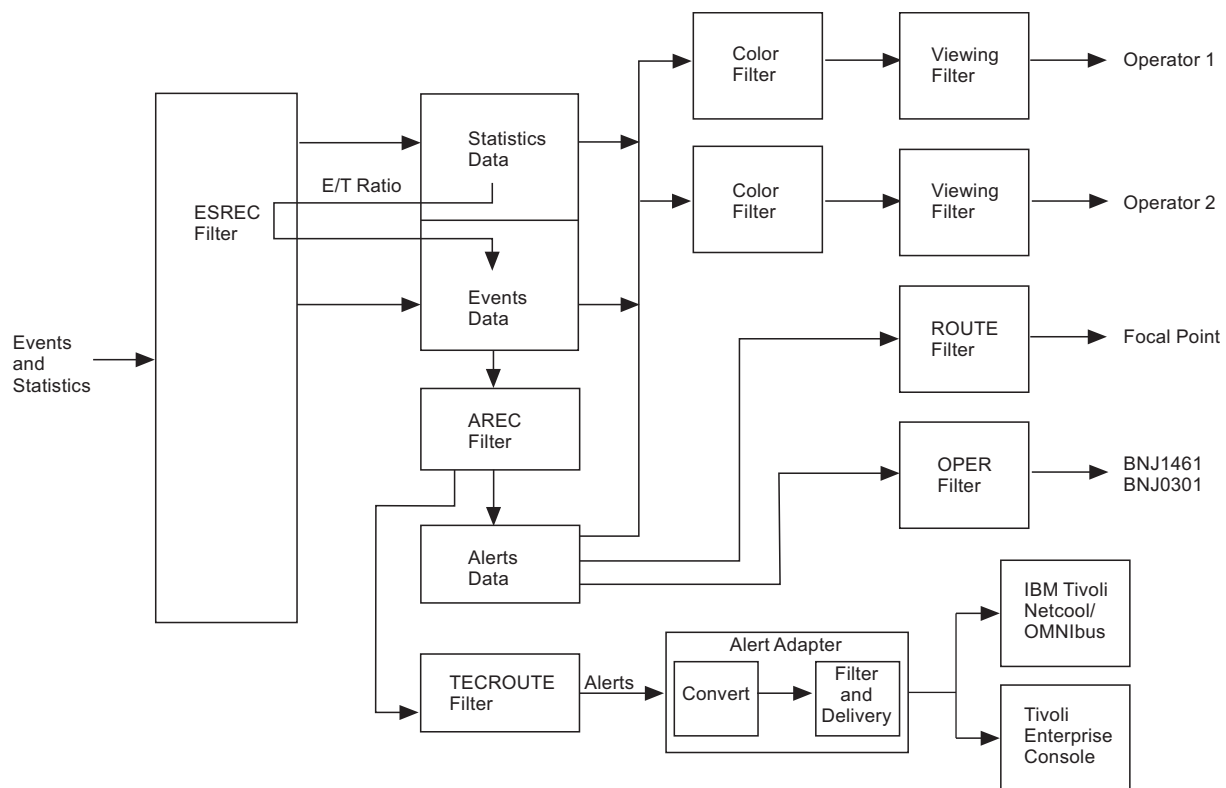 Color
Filter
Viewing
Filter
Operator 1
Statistics
Data
E/T Ratio
ESREC
Filter
Color
Filter
Viewing
Filter
Operator 2
Events
Data
Events
and
Statistics
ROUTE
Filter
Focal Point
AREC
Filter
OPER
Filter
BNJ1461
BNJ0301
Alerts
Data
IBM Tivoli
Netcool/
OMNIbus
TECROUTE
Filter
Alerts
Alert Adapter
Convert
Filter
and
Delivery
Tivoli
Enterprise
Console